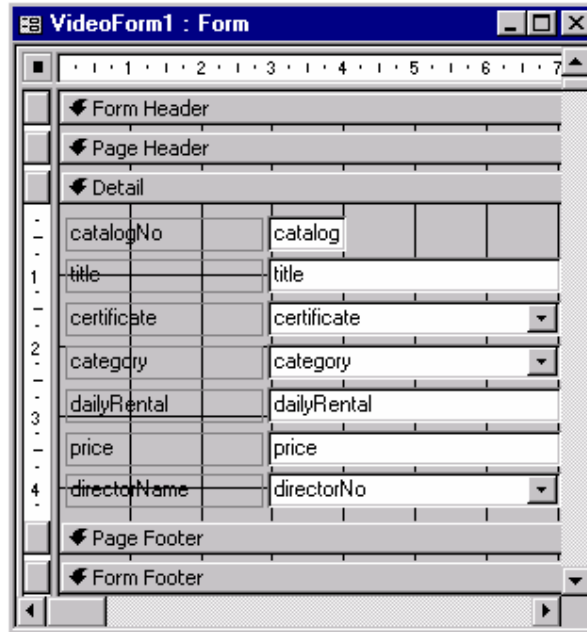 VideoForm1 : Form
1 2 3 4 5 6 7
Form Header
Page Header
Detail
catalogNo catalog
1
title title
certificate certificate
2
category category
dailyRental dailyRental
3
price price
4
directorName directorNo
Page Footer
Form Footer